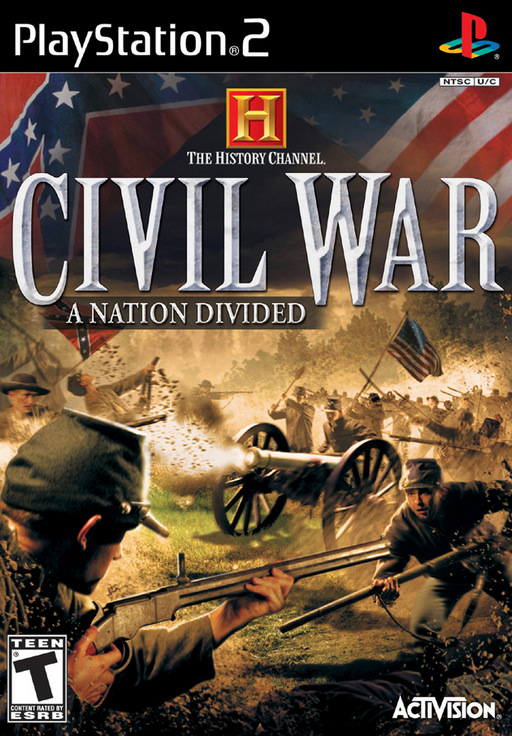 PlayStation®2
NTSC U/C
H
THE HISTORY CHANNEL.
CIVIL WAR
A NATION DIVIDED
TEEN
T
CONTENT RATED BY
ESRB
ACTIVISION